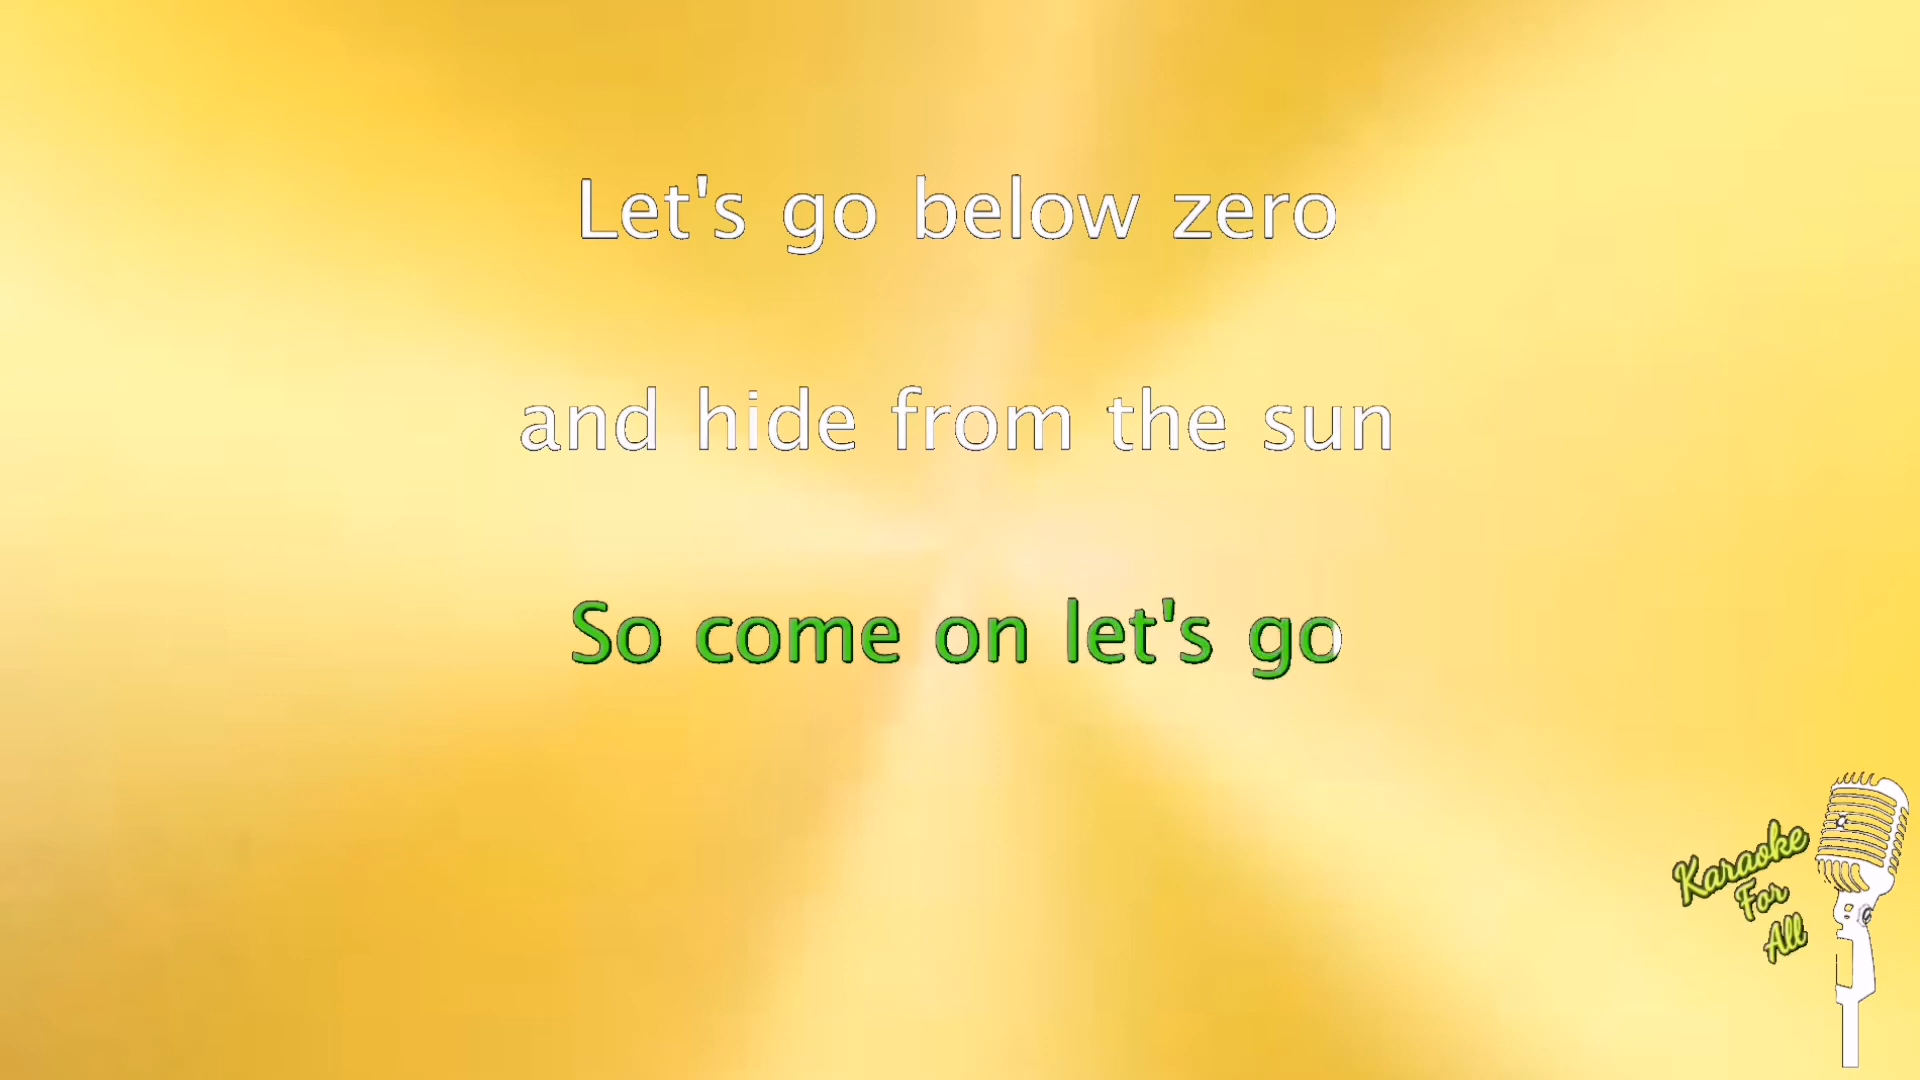 Let's go below zero
and hide from the sun
So come on let's go
Karaoke
For
All